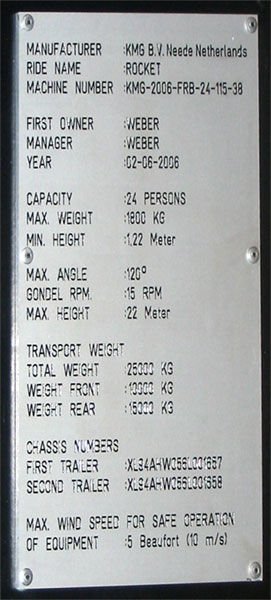 MANUFACTURER :KMG B.V. Neede Netherlands
RIDE NAME :ROCKET
MACHINE NUMBER :KMG-2006-FRB-24-115-38
FIRST OWNER :WEBER
MANAGER :WEBER
YEAR :02-06-2006
CAPACITY :24 PERSONS
MAX. WEIGHT :1800 KG
MIN. HEIGHT :1,22 Meter
MAX. ANGLE :120°
GONDEL RPM. :15 RPM
MAX. HEIGHT :22 Meter
TRANSPORT WEIGHT
TOTAL WEIGHT :25000 KG
WEIGHT FRONT :10000 KG
WEIGHT REAR :15000 KG
CHASSIS NUMBERS
FIRST TRAILER
SECOND TRAILER
MAX. WIND SPEED FOR SAFE OPERATION
OF EQUIPMENT :5 Beaufort (10 m/s)